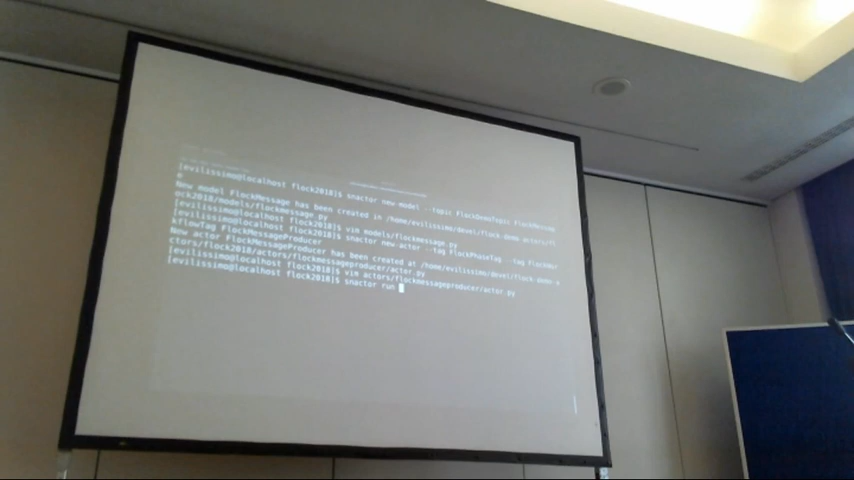 [evilissimo@localhost flock2018]$ snactor new-model --topic FlockDemoTopic FlockMessag
e
New model FlockMessage has been created in /home/evilissimo/devel/flock-demo-actors/fl
ock2018/models/flockmessage.py
[evilissimo@localhost flock2018]$ vim models/flockmessage.py
[evilissimo@localhost flock2018]$ snactor new-actor --tag FlockPhaseTag --tag FlockWor
kflowTag FlockMessageProducer
New actor FlockMessageProducer has been created at /home/evilissimo/devel/flock-demo-a
ctors/flock2018/actors/flockmessageproducer/actor.py
[evilissimo@localhost flock2018]$ vim actors/flockmessageproducer/actor.py
[evilissimo@localhost flock2018]$ snactor run